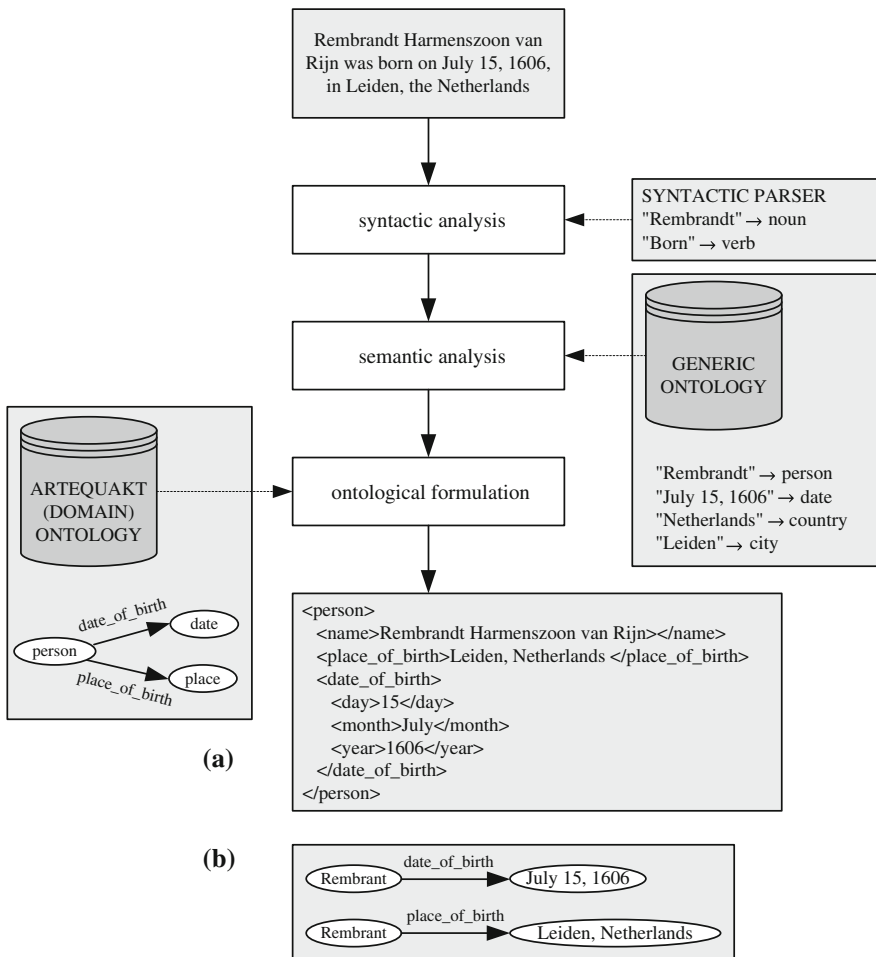 Rembrandt Harmenszoon van
Rijn was born on July 15, 1606,
in Leiden, the Netherlands
syntactic analysis
SYNTACTIC PARSER
"Rembrandt" → noun
"Born" → verb
semantic analysis
GENERIC
ONTOLOGY
"Rembrandt" → person
"July 15, 1606" → date
"Netherlands" → country
"Leiden" → city
ARTEQUAKT
(DOMAIN)
ONTOLOGY
ontological formulation
date_of_birth
date
person
place
place_of_birth
<person>
<name>Rembrandt Harmenszoon van Rijn></name>
<place_of_birth>Leiden, Netherlands </place_of_birth>
<date_of_birth>
<day>15</day>
<month>July</month>
<year>1606</year>
</date_of_birth>
</person>
(a)
(b)
date_of_birth
Rembrant
July 15, 1606
place_of_birth
Rembrant
Leiden, Netherlands